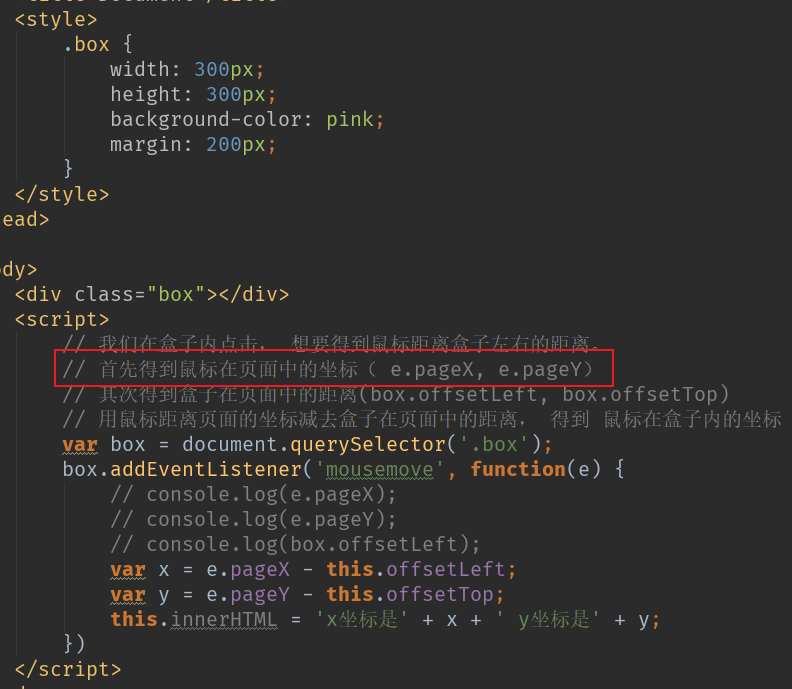 <style>
.box {
width: 300px;
height: 300px;
background-color: pink;
margin: 200px;
}
</style>
ead>
dy>
<div class="box"></div>
<script>
// 我们在盒子内点击， 想要得到鼠标距离盒子左右的距离。
// 首先得到鼠标在页面中的坐标（ e.pageX, e.pageY）
// 其次得到盒子在页面中的距离(box.offsetLeft, box.offsetTop)
// 用鼠标距离页面的坐标减去盒子在页面中的距离， 得到 鼠标在盒子内的坐标
var box = document.querySelector('.box');
box.addEventListener('mousemove', function(e) {
// console.log(e.pageX);
// console.log(e.pageY);
// console.log(box.offsetLeft);
var x = e.pageX - this.offsetLeft;
var y = e.pageY - this.offsetTop;
this.innerHTML = 'x坐标是' + x + ' y坐标是' + y;
})
</script>